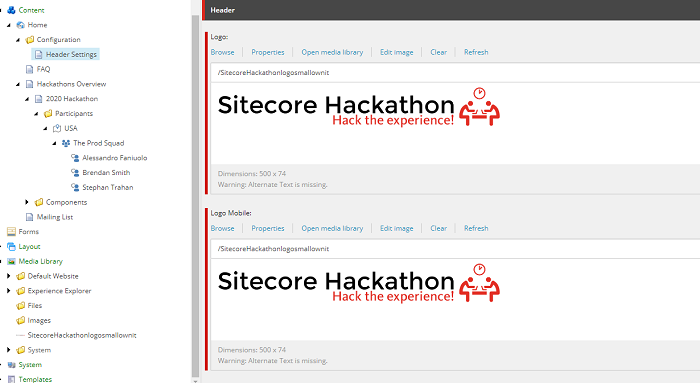 Content
Home
Configuration
Header Settings
FAQ
Hackathons Overview
2020 Hackathon
Participants
USA
The Prod Squad
Alessandro Faniuolo
Brendan Smith
Stephan Trahan
Components
Mailing List
Forms
Layout
Media Library
Default Website
Experience Explorer
Files
Images
SitecoreHackathonlogosmallownit
System
System
Templates
Header
Logo:
Browse Properties Open media library Edit image Clear Refresh
/SitecoreHackathonlogosmallownit
Sitecore Hackathon
Hack the experience!
Dimensions: 500 x 74
Warning: Alternate Text is missing.
Logo Mobile:
Browse Properties Open media library Edit image Clear Refresh
/SitecoreHackathonlogosmallownit
Sitecore Hackathon
Hack the experience!
Dimensions: 500 x 74
Warning: Alternate Text is missing.